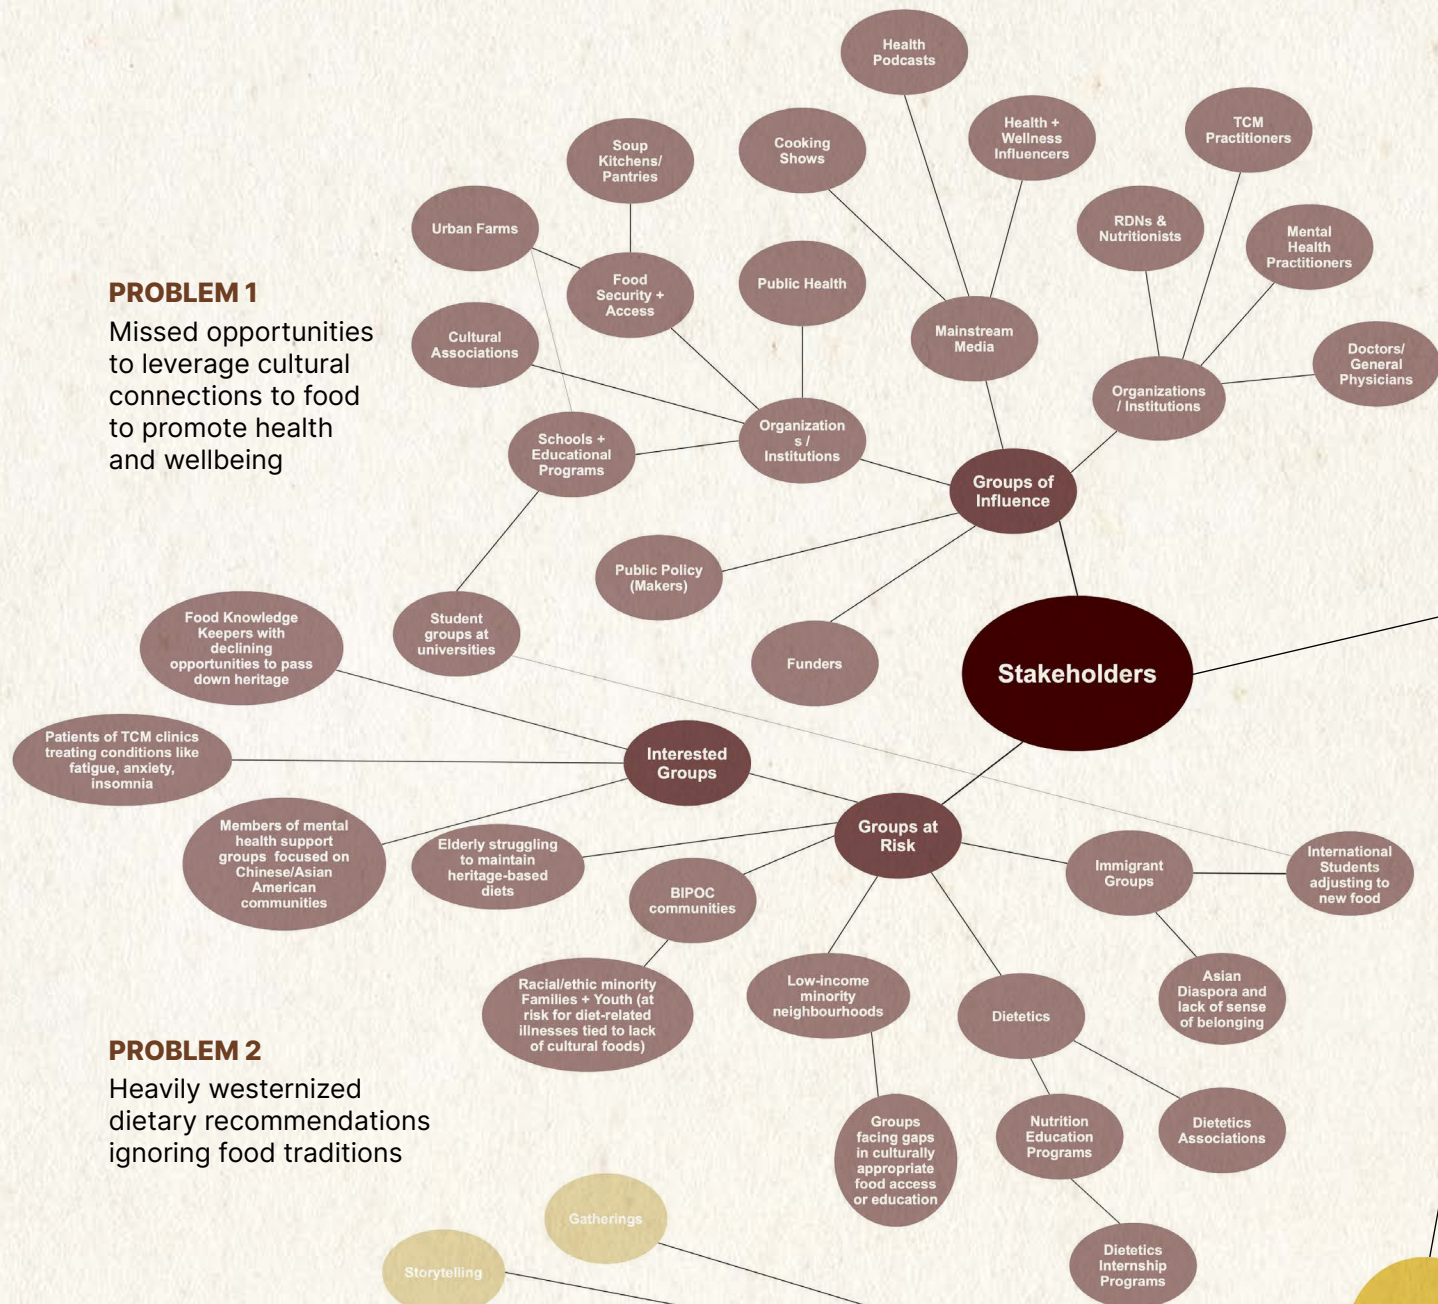 Health
Podcasts
Soup
Kitchens/
Pantries
Cooking
Shows
Health +
Wellness
Influencers
TCM
Practitioners
Urban Farms
RDNs &
Nutritionists
Mental
Health
Practitioners
Food
Security +
Access
Public Health
PROBLEM 1
Missed opportunities
to leverage cultural
connections to food
to promote health
and wellbeing
Cultural
Associations
Mainstream
Media
Doctors/
General
Physicians
Organizations
/ Institutions
Schools +
Educational
Programs
Organization
s /
Institutions
Groups of
Influence
Public Policy
(Makers)
Student
groups at
universities
Funders
Stakeholders
Food Knowledge
Keepers with
declining
opportunities to pass
down heritage
Patients of TCM clinics
treating conditions like
fatigue, anxiety,
insomnia
Interested
Groups
Members of mental
health support
groups focused on
Chinese/Asian
American
communities
Elderly struggling
to maintain
heritage-based
diets
Groups at
Risk
BIPOC
communities
Immigrant
Groups
International
Students
adjusting to
new food
Racial/ethic minority
Families + Youth (at
risk for diet-related
illnesses tied to lack
of cultural foods)
Low-income
minority
neighbourhoods
Dietetics
Asian
Diaspora and
lack of sense
of belonging
PROBLEM 2
Heavily westernized
dietary recommendations
ignoring food traditions
Groups
facing gaps
in culturally
appropriate
food access
or education
Nutrition
Education
Programs
Dietetics
Associations
Dietetics
Internship
Programs
Gatherings
Storytelling